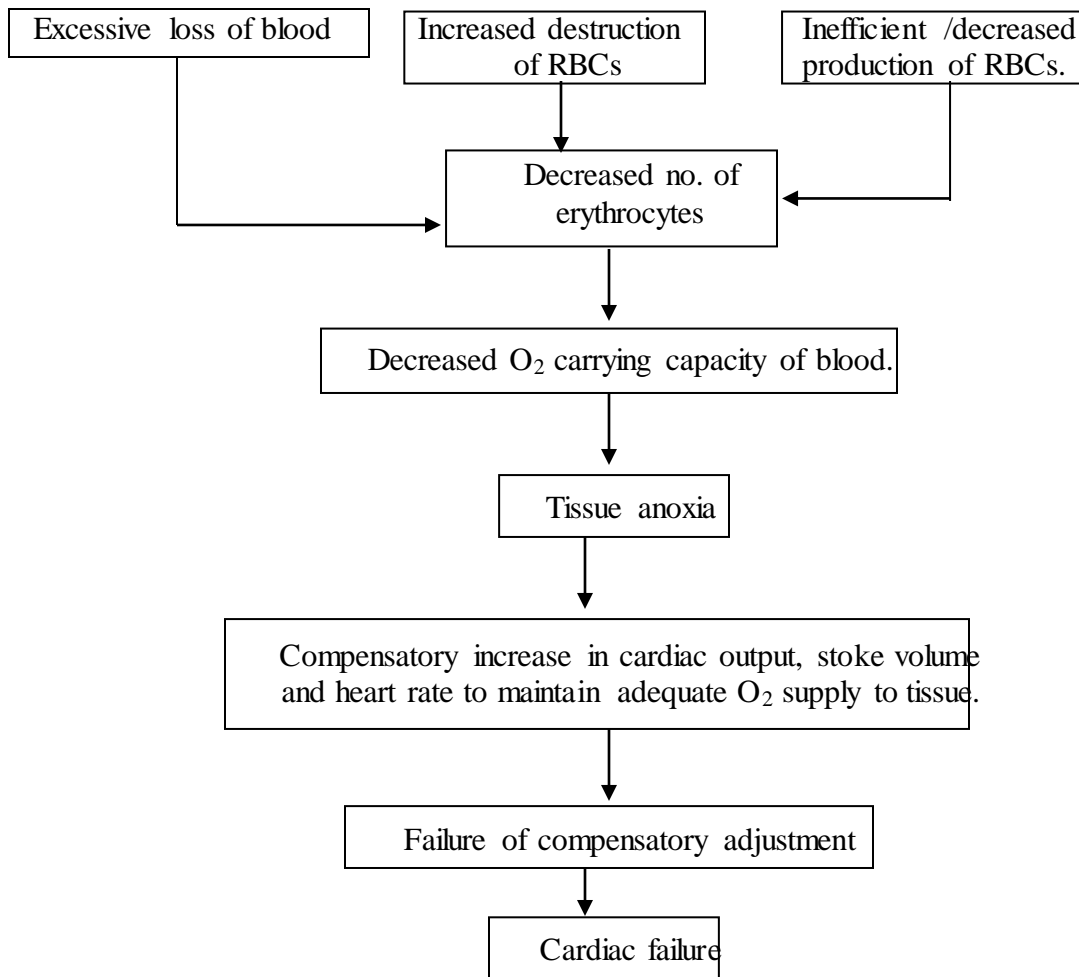 Excessive loss of blood
Increased destruction
of RBCs
Inefficient /decreased
production of RBCs.
Decreased no. of
erythrocytes
Decreased O₂ carrying capacity of blood.
Tissue anoxia
Compensatory increase in cardiac output, stoke volume
and heart rate to maintain adequate O₂ supply to tissue.
Failure of compensatory adjustment
Cardiac failure